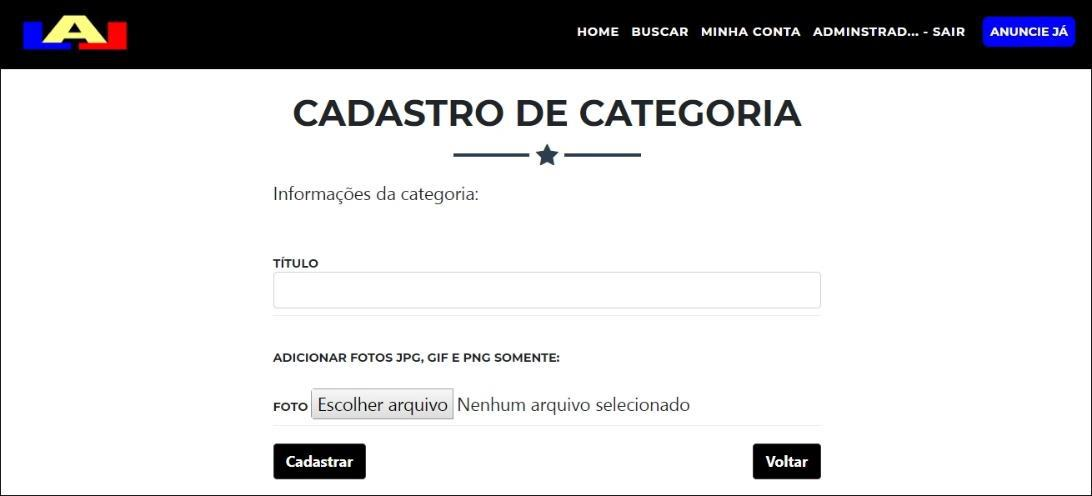 LAL
HOME BUSCAR MINHA CONTA ADMINSTRAD... - SAIR ANUNCIE JÁ
CADASTRO DE CATEGORIA
Informações da categoria:
TÍTULO
ADICIONAR FOTOS JPG, GIF E PNG SOMENTE:
FOTO Escolher arquivo Nenhum arquivo selecionado
Cadastrar Voltar